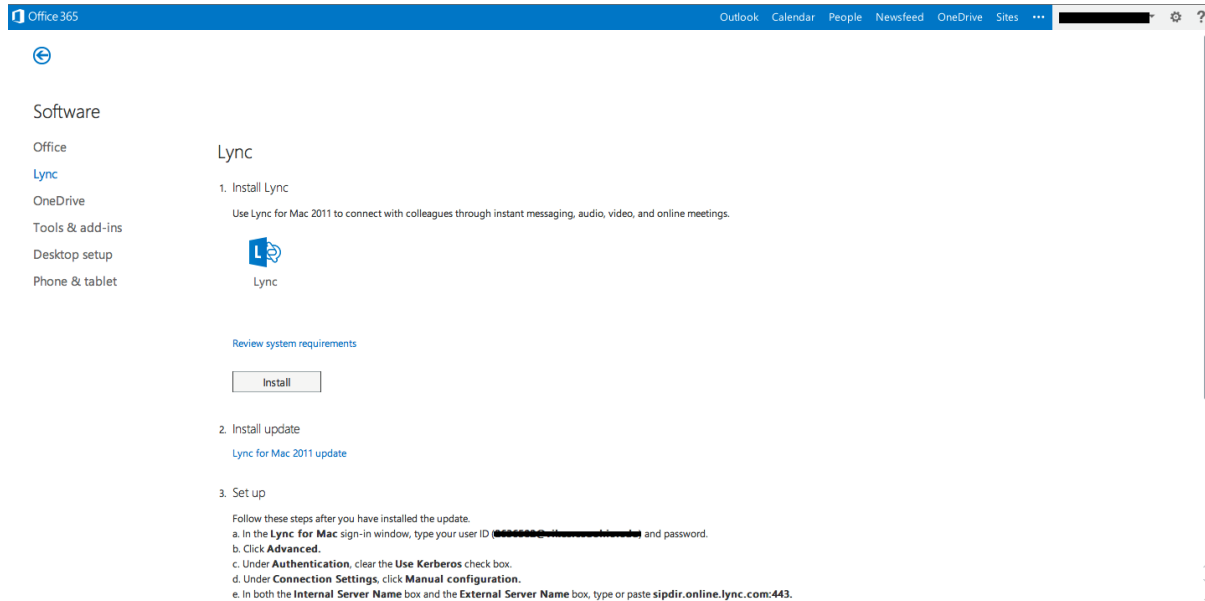 Office 365
Outlook Calendar People Newsfeed OneDrive Sites ··· ?
Software
Office
Lync
OneDrive
Tools & add-ins
Desktop setup
Phone & tablet
Lync
1. Install Lync
Use Lync for Mac 2011 to connect with colleagues through instant messaging, audio, video, and online meetings.
L
Lync
Review system requirements
Install
2. Install update
Lync for Mac 2011 update
3. Set up
Follow these steps after you have installed the update.
a. In the Lync for Mac sign-in window, type your user ID ( ) and password.
b. Click Advanced.
c. Under Authentication, clear the Use Kerberos check box.
d. Under Connection Settings, click Manual configuration.
e. In both the Internal Server Name box and the External Server Name box, type or paste sipdir.online.lync.com:443.